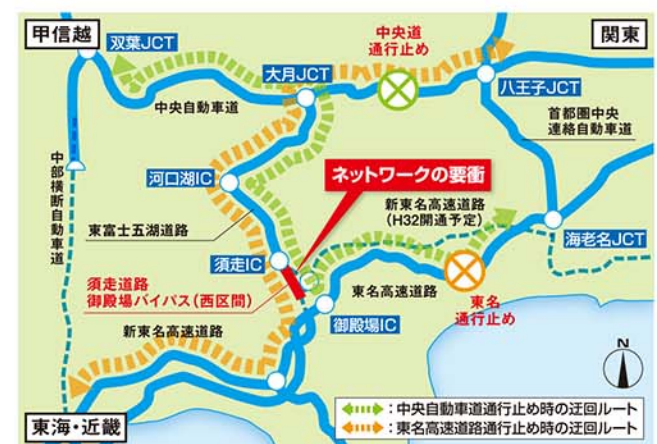 甲信越
双葉JCT
中央道
通行止め
関東
大月JCT
八王子JCT
中央自動車道
首都圏中央
連絡自動車道
中部横断自動車道
河口湖IC
ネットワークの要衝
新東名高速道路
(H32開通予定)
東富士五湖道路
海老名JCT
須走IC
須走道路
御殿場バイパス(西区間)
東名高速道路
東名
通行止め
御殿場IC
新東名高速道路
N
東海・近畿
:中央自動車道通行止め時の迂回ルート
:東名高速道路通行止め時の迂回ルート